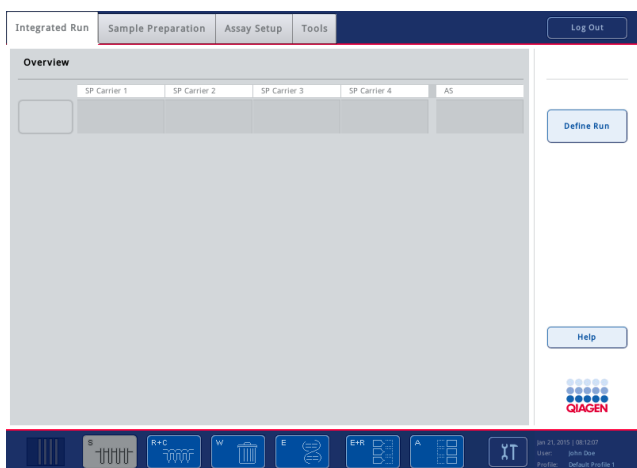 Integrated Run Sample Preparation Assay Setup Tools Log Out
Overview
SP Carrier 1 SP Carrier 2 SP Carrier 3 SP Carrier 4 AS
Define Run
Help
QIAGEN
S R+C W E E+R A
Jan 21, 2015 | 08:12:07
User: John Doe
Profile: Default Profile 1